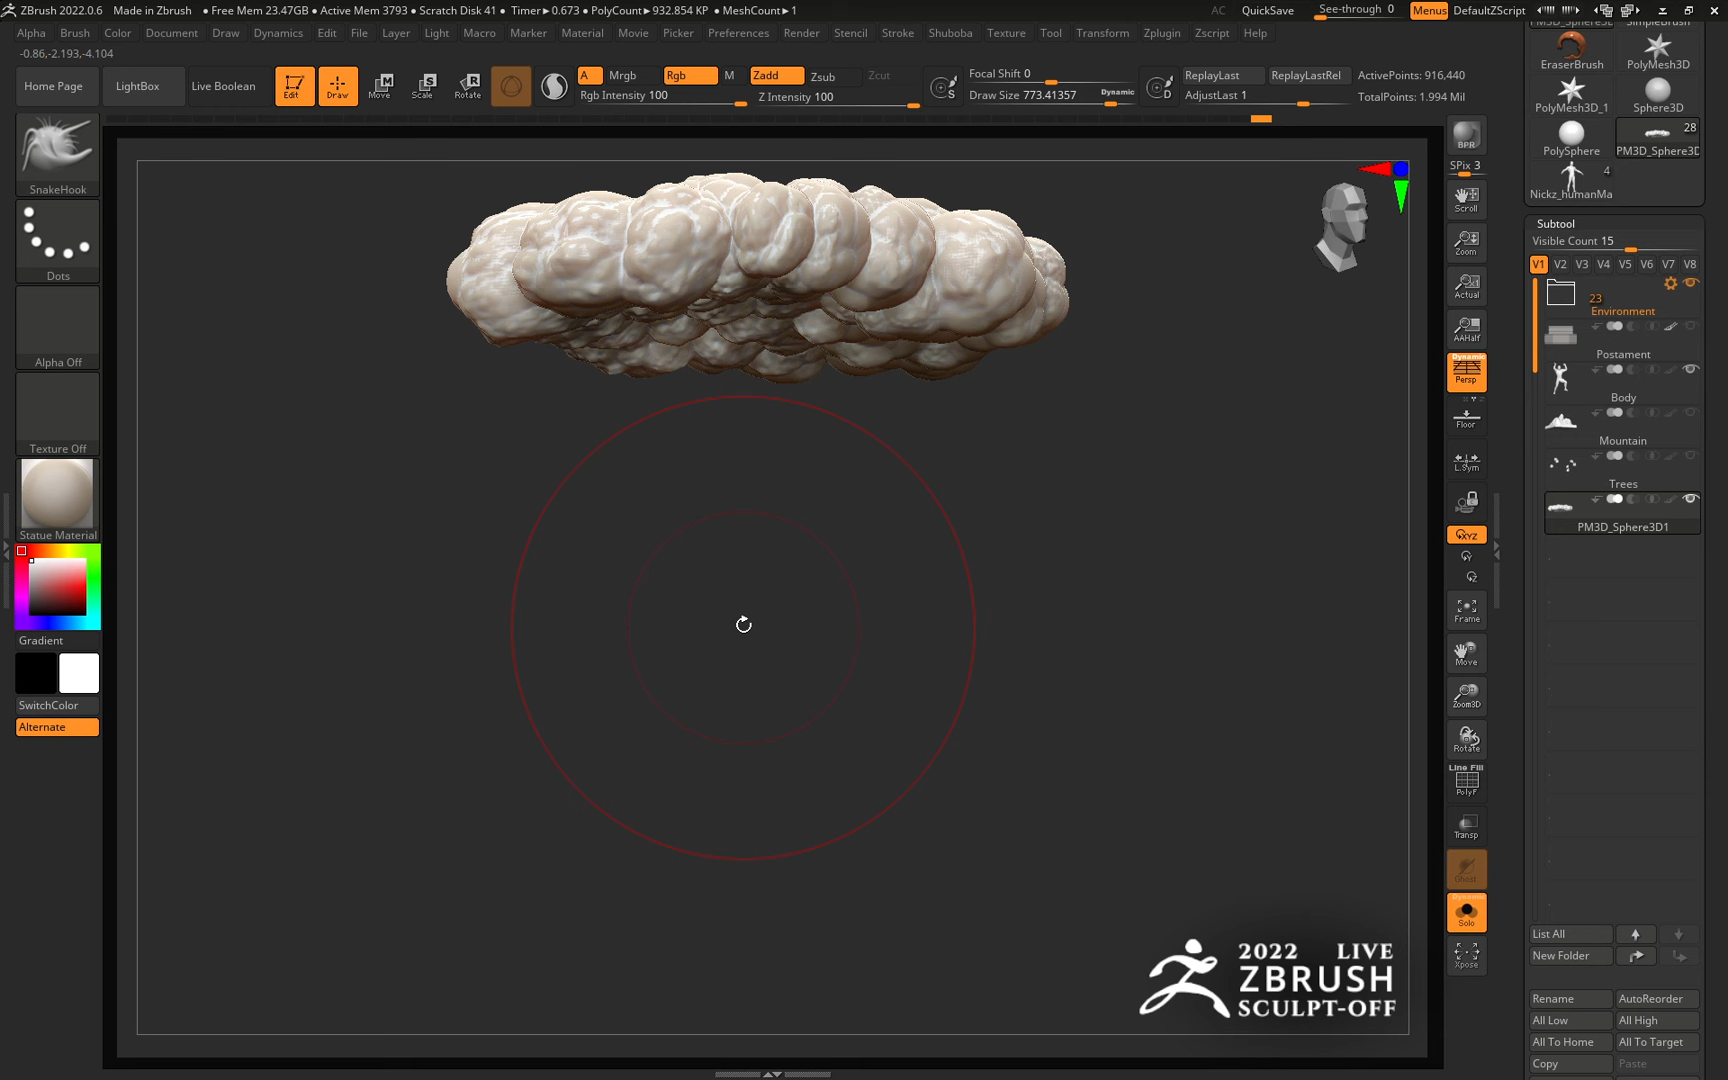 ZBrush 2022.0.6 Made in Zbrush • Free Mem 23.47GB • Active Mem 3793 • Scratch Disk 41 • Timer▸0.673 • PolyCount▸932.854 KP • MeshCount▸1 AC QuickSave See-through 0 Menus DefaultZScript
Alpha Brush Color Document Draw Dynamics Edit File Layer Light Macro Marker Material Movie Picker Preferences Render Stencil Stroke Shuboba Texture Tool Transform Zplugin Zscript Help
-0.86,-2.193,-4.104
Home Page LightBox Live Boolean Edit Draw Move Scale Rotate
A Mrgb Rgb M Zadd Zsub Zcut
Rgb Intensity 100 Z Intensity 100
S
Focal Shift 0
Draw Size 773.41357 Dynamic
D
ReplayLast ReplayLastRel ActivePoints: 916,440
AdjustLast 1 TotalPoints: 1.994 Mil
SnakeHook
Dots
Alpha Off
Texture Off
Statue Material
Gradient
SwitchColor
Alternate
BPR
SPix 3
Scroll
Zoom
Actual
AAHalf
Dynamic
Persp
Floor
L.Sym
XYZ
Y
Z
Frame
Move
Zoom3D
Rotate
Line Fill
PolyF
Transp
Ghost
Dynamic
Solo
Xpose
EraserBrush PolyMesh3D
PolyMesh3D_1 Sphere3D
28
PolySphere PM3D_Sphere3D
4
Nickz_humanMa
Subtool
Visible Count 15
V1 V2 V3 V4 V5 V6 V7 V8
23
Environment
Postament
Body
Mountain
Trees
PM3D_Sphere3D1
List All
New Folder
Rename AutoReorder
All Low All High
All To Home All To Target
Copy Paste
2022 LIVE
ZBRUSH
SCULPT-OFF